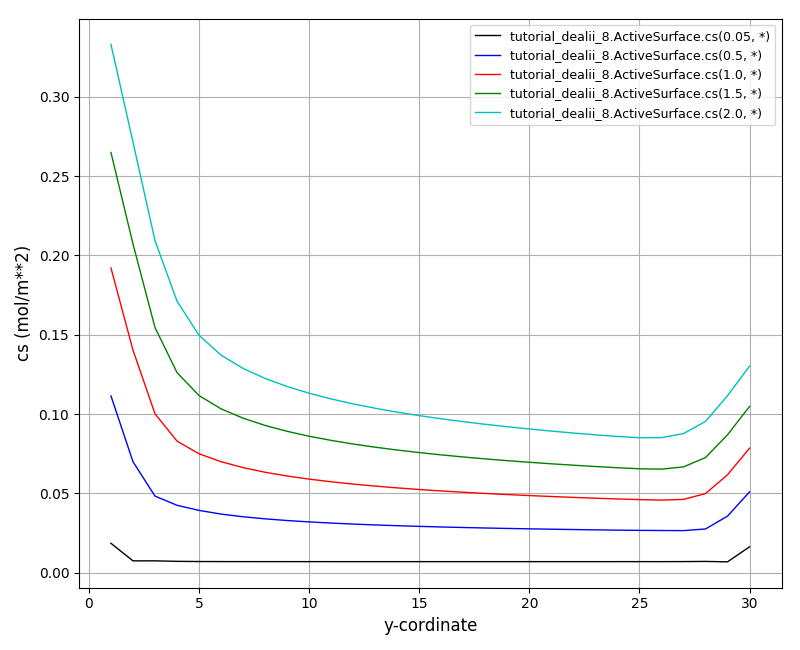 tutorial_dealii_8.ActiveSurface.cs(0.05, *)
tutorial_dealii_8.ActiveSurface.cs(0.5, *)
tutorial_dealii_8.ActiveSurface.cs(1.0, *)
tutorial_dealii_8.ActiveSurface.cs(1.5, *)
tutorial_dealii_8.ActiveSurface.cs(2.0, *)
0.30
0.25
0.20
0.15
0.10
0.05
0.00
cs (mol/m**2)
0 5 10 15 20 25 30
y-cordinate